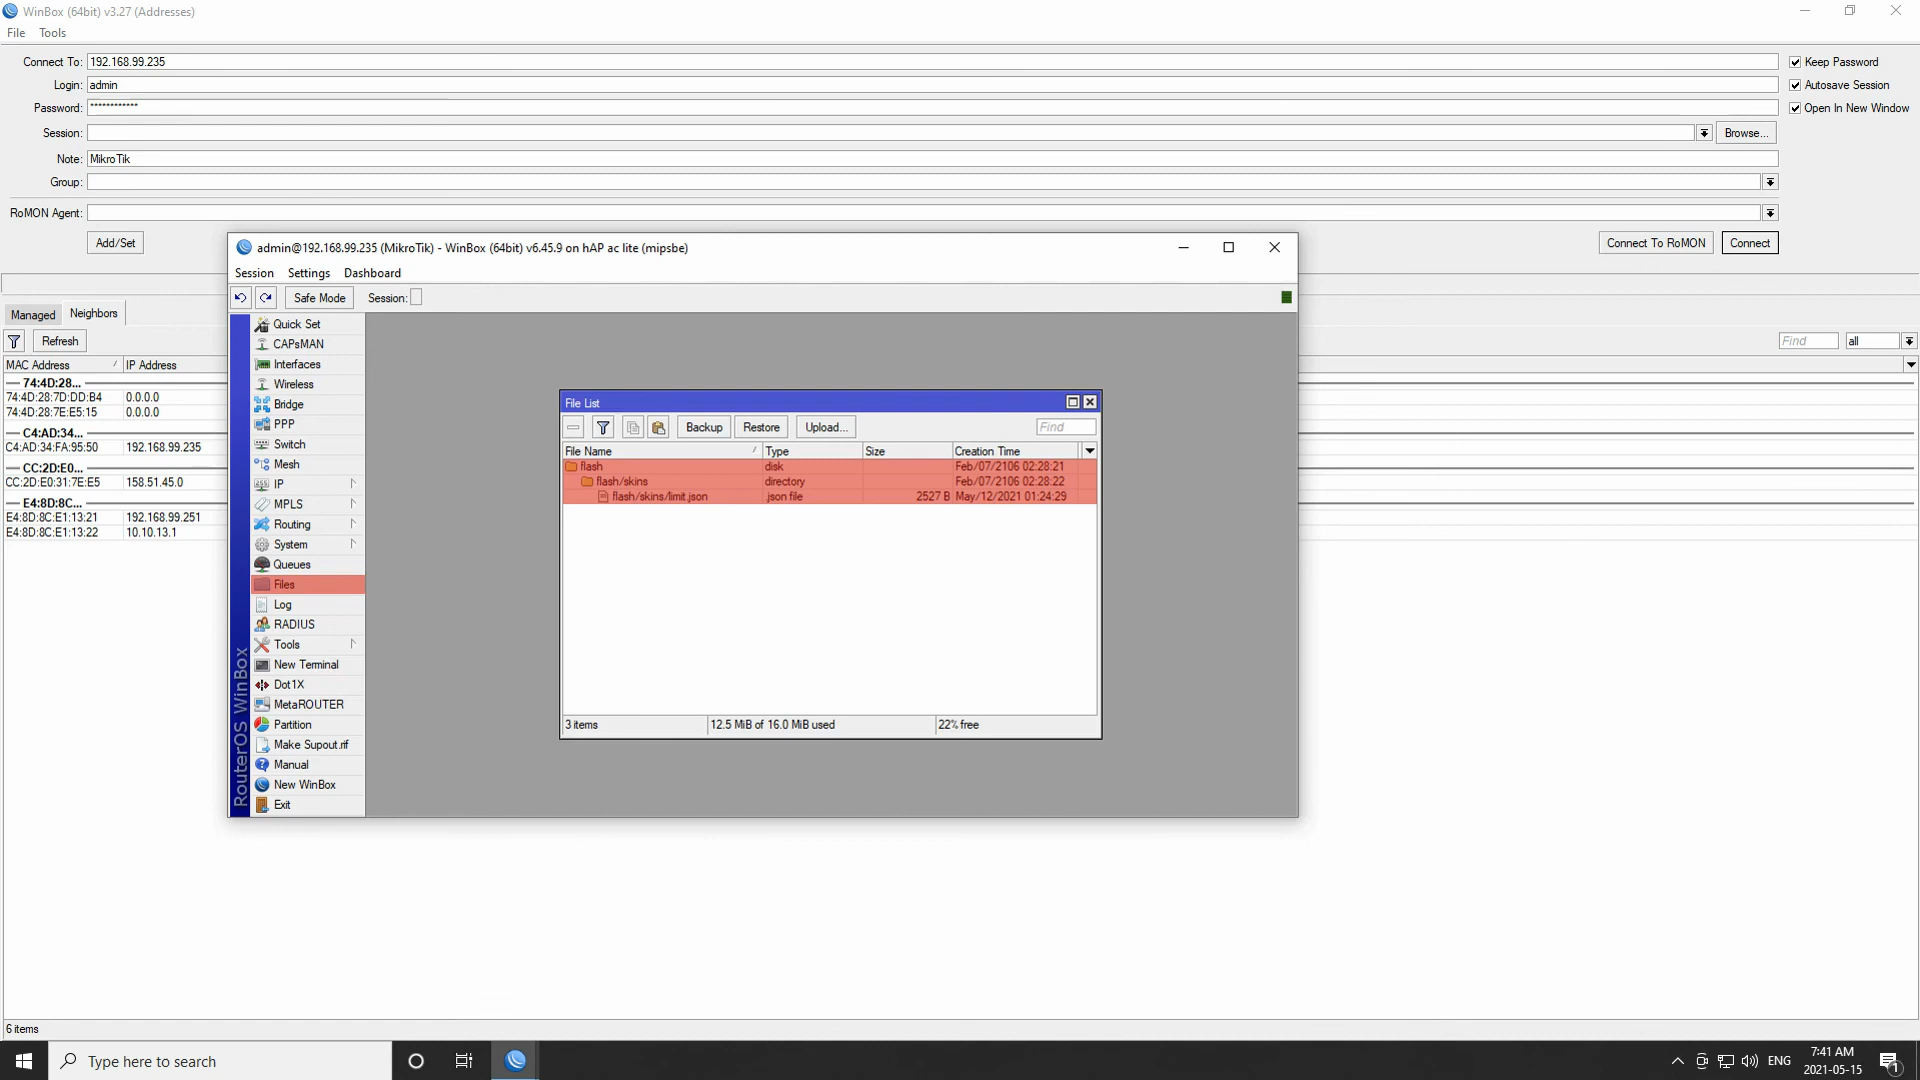 WinBox (64bit) v3.27 (Addresses)
File Tools
Connect To: 192.168.99.235
Keep Password
Login: admin
Autosave Session
Password: ************
Open In New Window
Session:
Browse...
Note: MikroTik
Group:
RoMON Agent:
Add/Set
Connect To RoMON
Connect
Managed
Neighbors
Refresh
Find
all
MAC Address IP Address
74:4D:28...
74:4D:28:7D:DD:B4 0.0.0.0
74:4D:28:7E:E5:15 0.0.0.0
C4:AD:34...
C4:AD:34:FA:95:50 192.168.99.235
CC:2D:E0...
CC:2D:E0:31:7E:E5 158.51.45.0
E4:8D:8C...
E4:8D:8C:E1:13:21 192.168.99.251
E4:8D:8C:E1:13:22 10.10.13.1
6 items
admin@192.168.99.235 (MikroTik) - WinBox (64bit) v6.45.9 on hAP ac lite (mipsbe)
Session Settings Dashboard
Safe Mode Session:
RouterOS WinBox
Quick Set
CAPsMAN
Interfaces
Wireless
Bridge
PPP
Switch
Mesh
IP
MPLS
Routing
System
Queues
Files
Log
RADIUS
Tools
New Terminal
Dot1X
MetaROUTER
Partition
Make Supout.rif
Manual
New WinBox
Exit
File List
Backup Restore Upload... Find
File Name Type Size Creation Time
flash disk Feb/07/2106 02:28:21
flash/skins directory Feb/07/2106 02:28:22
flash/skins/limit.json .json file 2527 B May/12/2021 01:24:29
3 items 12.5 MiB of 16.0 MiB used 22% free
Type here to search
ENG
7:41 AM
2021-05-15
1